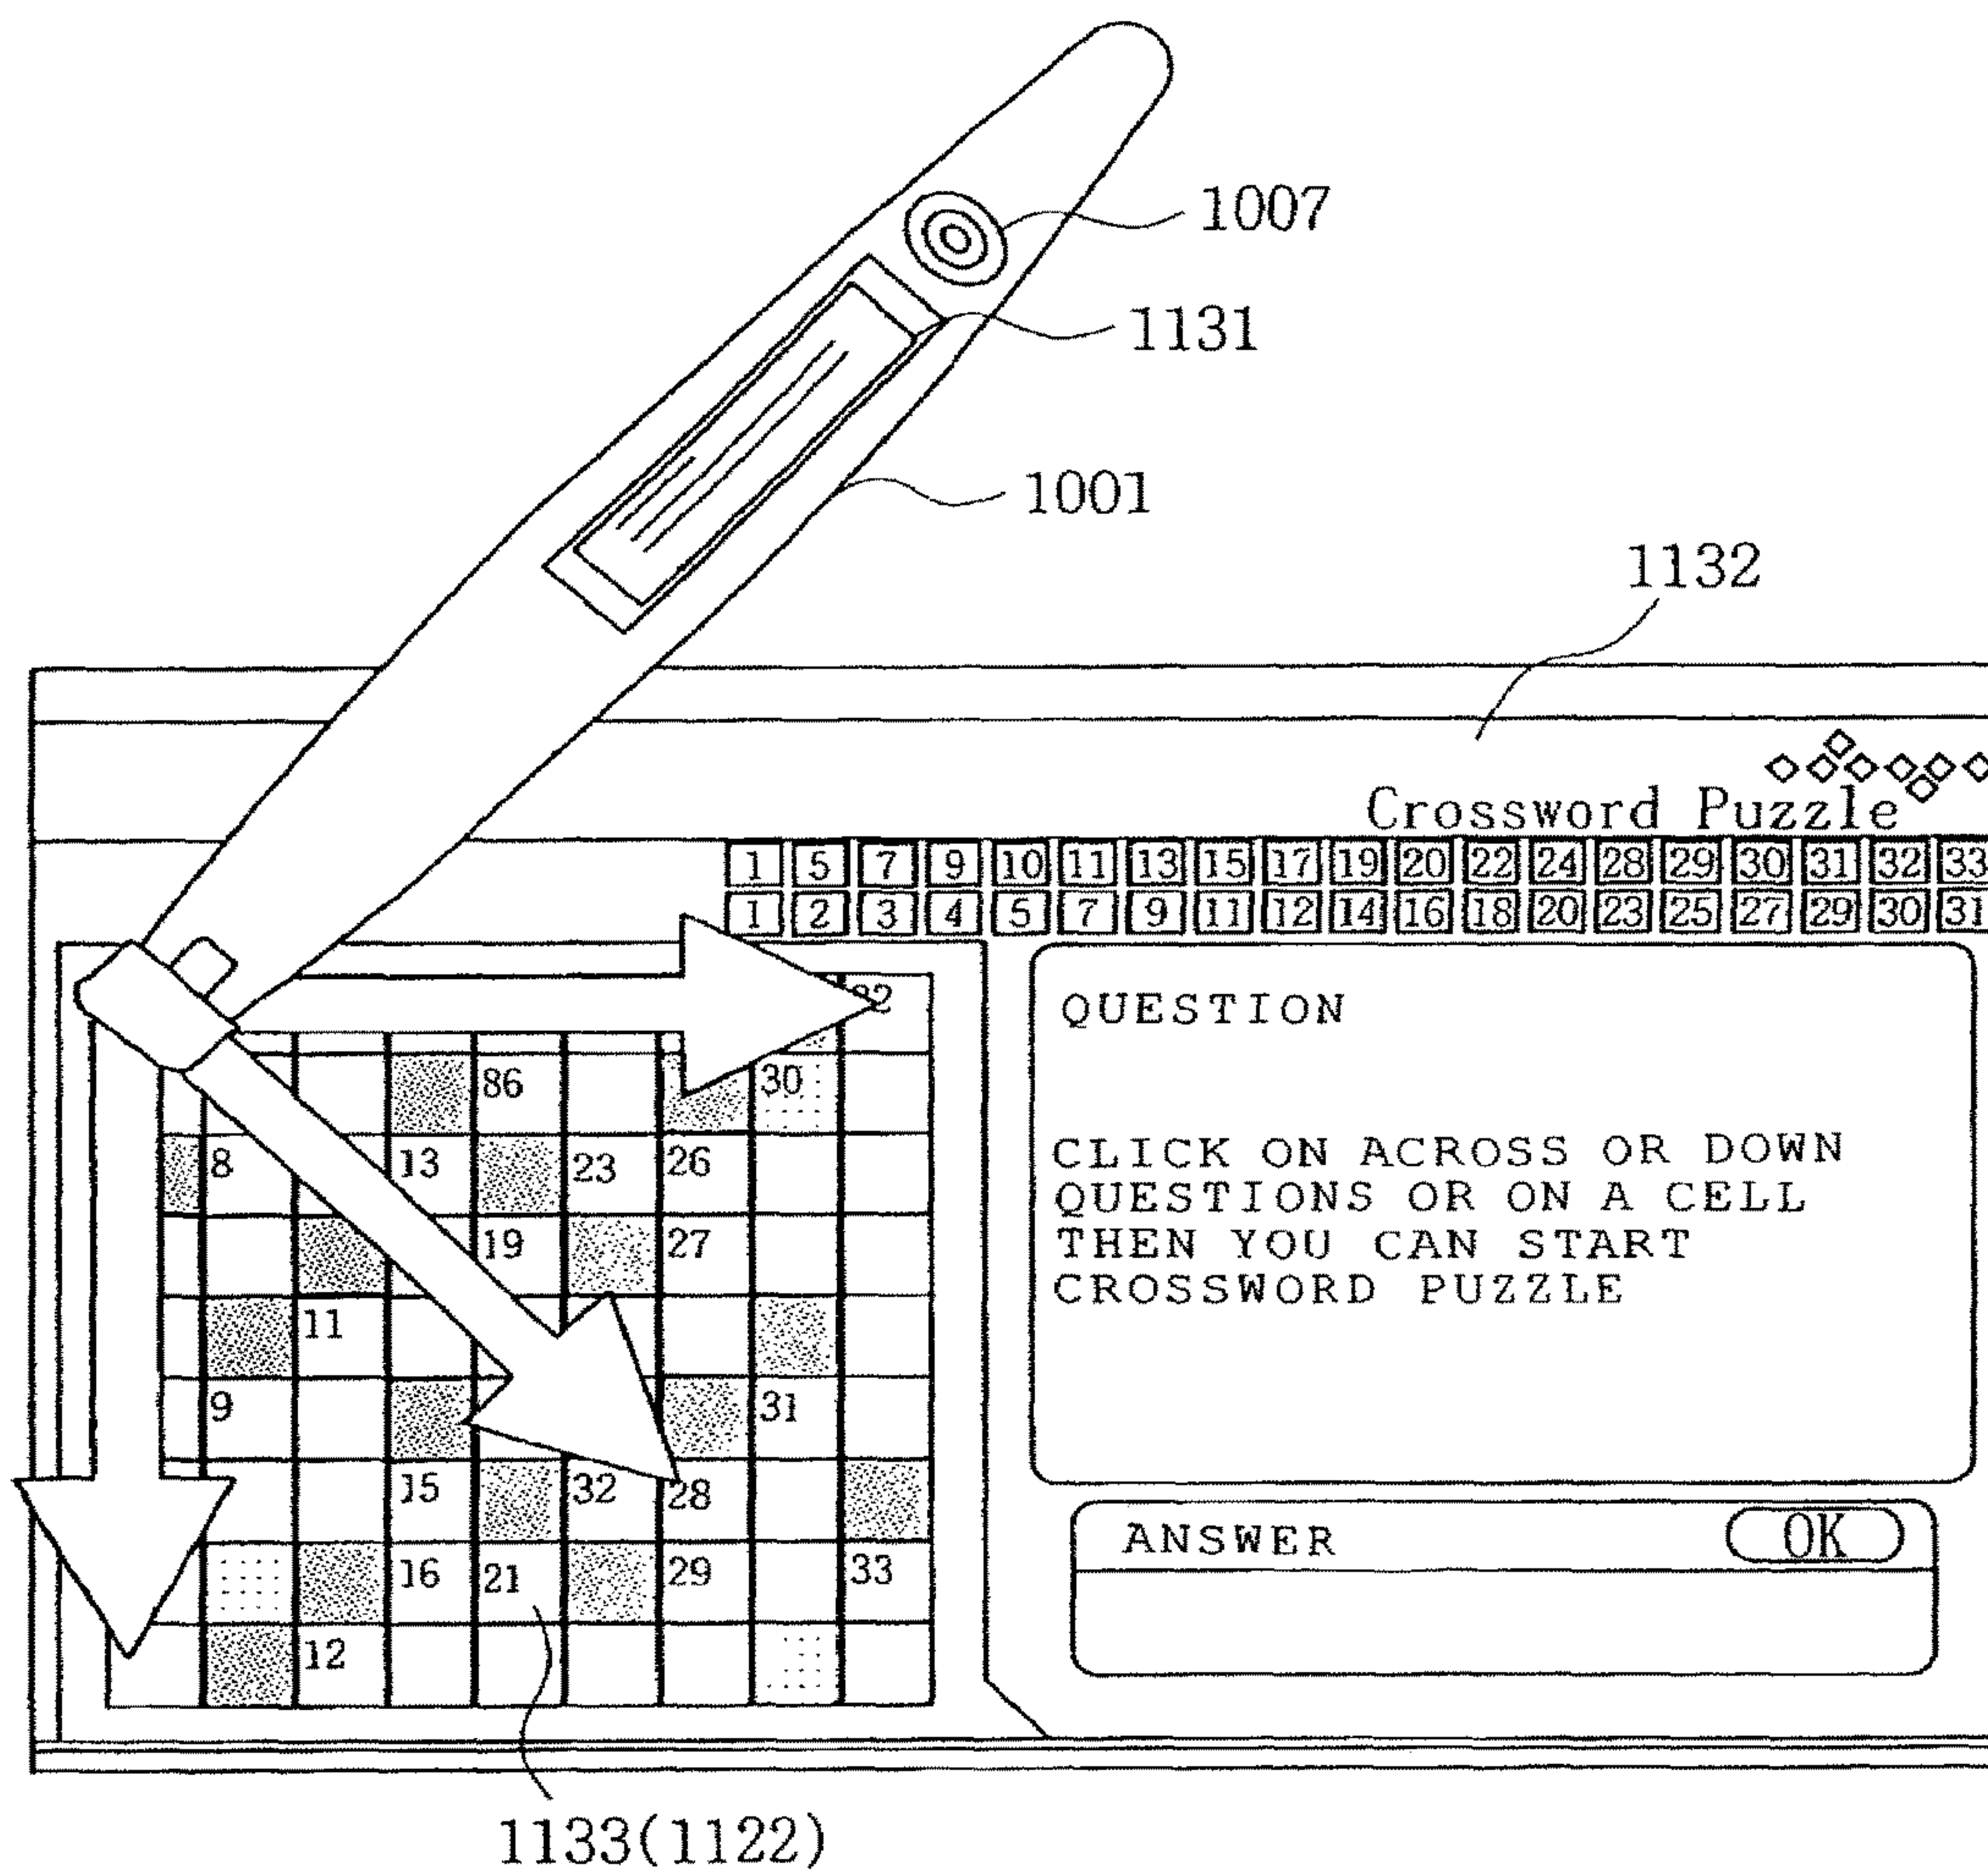 1007
1131
1001
1132
Crossword Puzzle
1 5 7 9 10 11 13 15 17 19 20 22 24 28 29 30 31 32 33
1 2 3 4 5 7 9 11 12 14 16 18 20 23 25 27 29 30 31
QUESTION
CLICK ON ACROSS OR DOWN
QUESTIONS OR ON A CELL
THEN YOU CAN START
CROSSWORD PUZZLE
ANSWER OK
86 30
8 13 23 26
19 27
11
9 31
15 32 28
16 21 29 33
12
1133(1122)